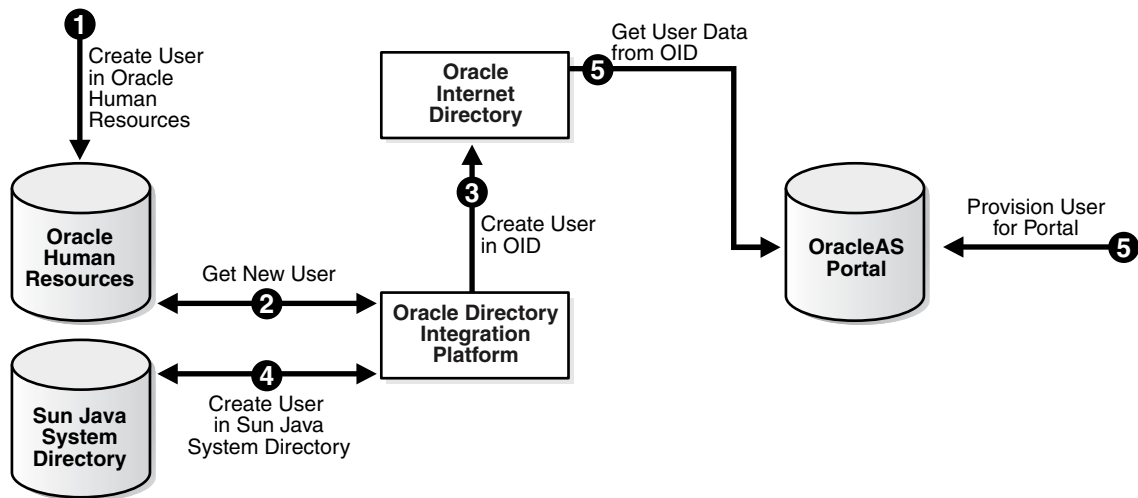 1
Create User
in Oracle
Human
Resources
Oracle
Human
Resources
Get New User
2
Sun Java
System
Directory
4
Create User
in Sun Java
System Directory
Oracle
Internet
Directory
3
Create User
in OID
Oracle Directory
Integration
Platform
Get User Data
from OID
5
OracleAS
Portal
Provision User
for Portal
5